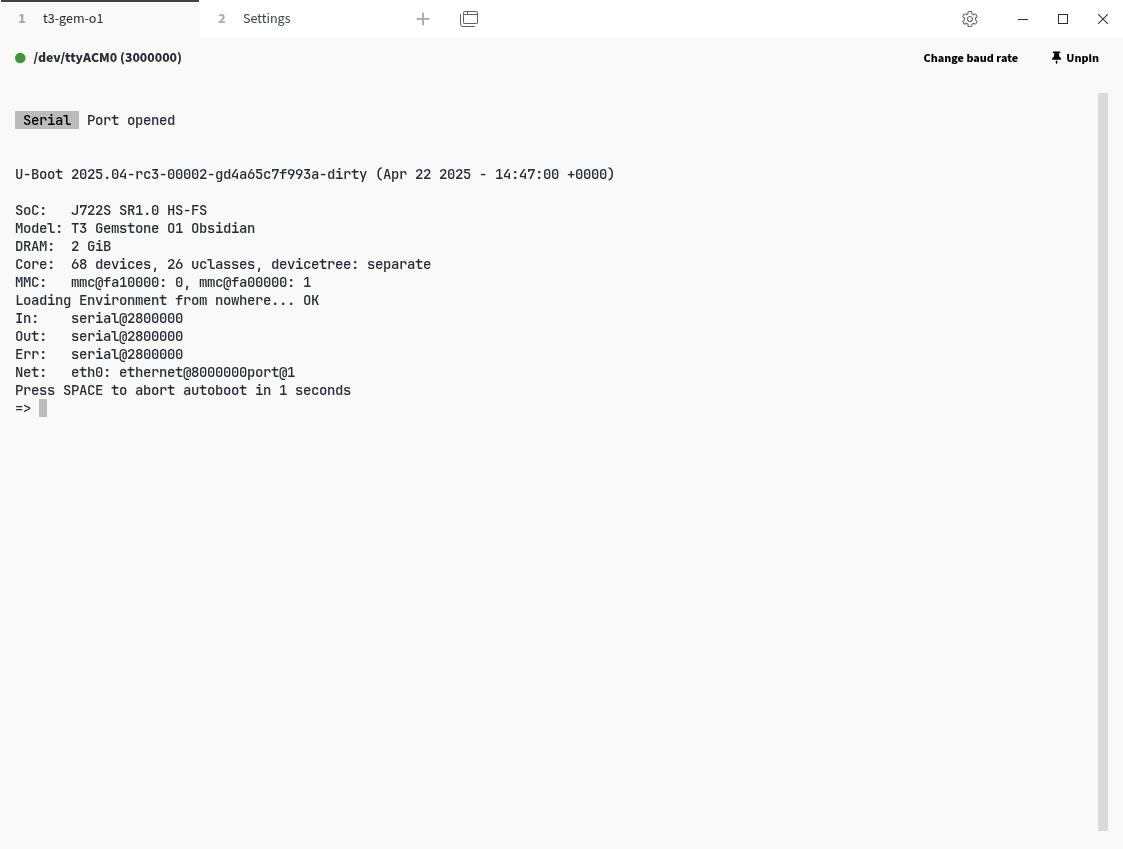 1 t3-gem-o1 2 Settings
/dev/ttyACM0 (3000000) Change baud rate Unpin
Serial Port opened
U-Boot 2025.04-rc3-00002-gd4a65c7f993a-dirty (Apr 22 2025 - 14:47:00 +0000)
SoC:   J722S SR1.0 HS-FS
Model: T3 Gemstone O1 Obsidian
DRAM:  2 GiB
Core:  68 devices, 26 uclasses, devicetree: separate
MMC:   mmc@fa10000: 0, mmc@fa00000: 1
Loading Environment from nowhere... OK
In:    serial@2800000
Out:   serial@2800000
Err:   serial@2800000
Net:   eth0: ethernet@8000000port@1
Press SPACE to abort autoboot in 1 seconds
=>